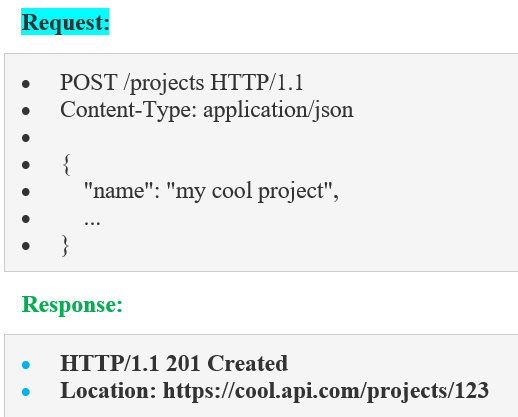 Request:
• POST /projects HTTP/1.1
• Content-Type: application/json
•
• {
•     "name": "my cool project",
•     ...
• }
Response:
• HTTP/1.1 201 Created
• Location: https://cool.api.com/projects/123